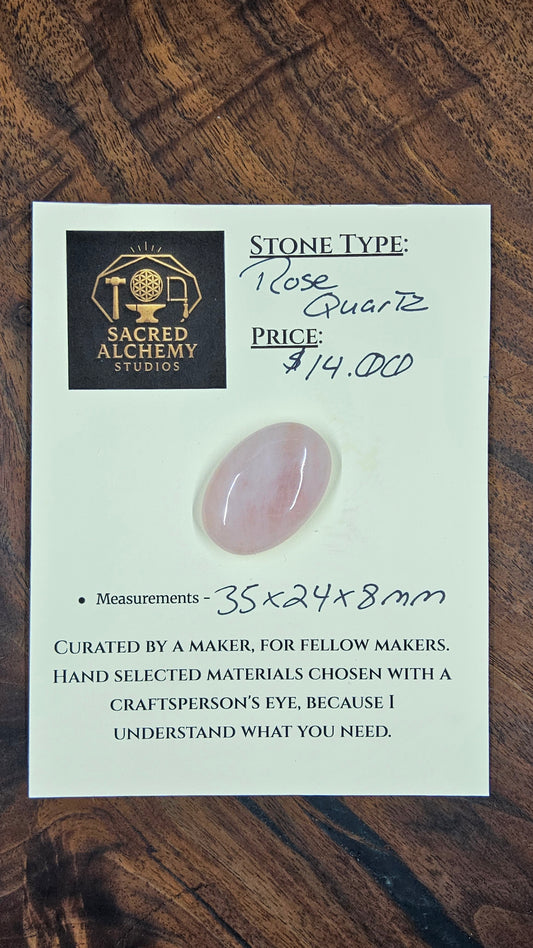 SACRED
ALCHEMY
STUDIOS
STONE TYPE:
Rose
Quartz
PRICE:
$14.00
• Measurements - 35x24x8mm
CURATED BY A MAKER, FOR FELLOW MAKERS.
HAND SELECTED MATERIALS CHOSEN WITH A
CRAFTSPERSON'S EYE, BECAUSE I
UNDERSTAND WHAT YOU NEED.